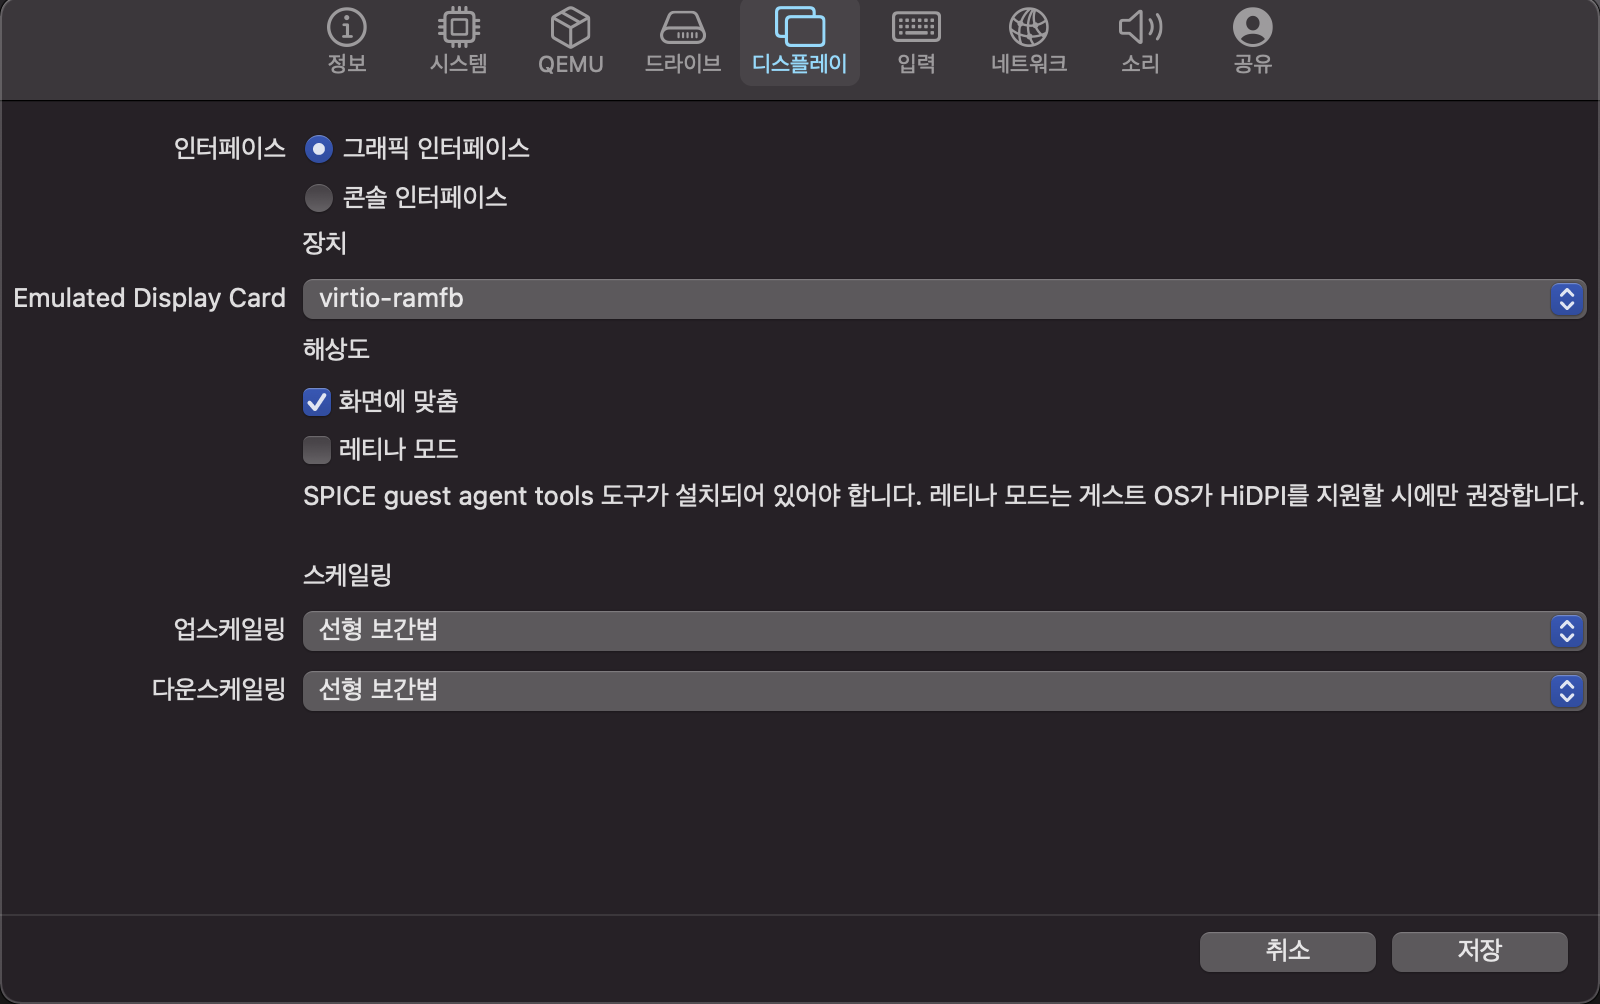 정보 시스템 QEMU 드라이브 디스플레이 입력 네트워크 소리 공유
인터페이스 그래픽 인터페이스
콘솔 인터페이스
장치
Emulated Display Card virtio-ramfb
해상도
화면에 맞춤
레티나 모드
SPICE guest agent tools 도구가 설치되어 있어야 합니다. 레티나 모드는 게스트 OS가 HiDPI를 지원할 시에만 권장합니다.
스케일링
업스케일링 선형 보간법
다운스케일링 선형 보간법
취소 저장